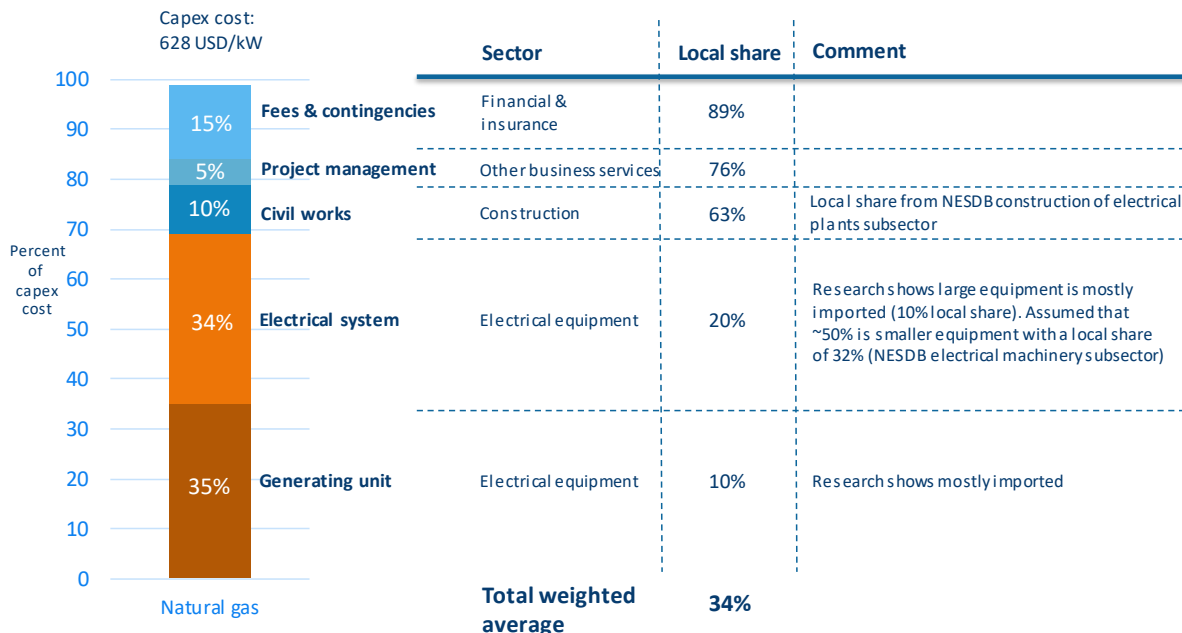 Capex cost:
628 USD/kW
Sector
Local share
Comment
100
90
80
70
60
50
40
30
20
10
0
Percent
of
capex
cost
15%
5%
10%
34%
35%
Natural gas
Fees & contingencies
Financial &
insurance
89%
Project management
Other business services
76%
Civil works
Construction
63%
Local share from NESDB construction of electrical
plants subsector
Electrical system
Electrical equipment
20%
Research shows large equipment is mostly
imported (10% local share). Assumed that
~50% is smaller equipment with a local share
of 32% (NESDB electrical machinery subsector)
Generating unit
Electrical equipment
10%
Research shows mostly imported
Total weighted
average
34%